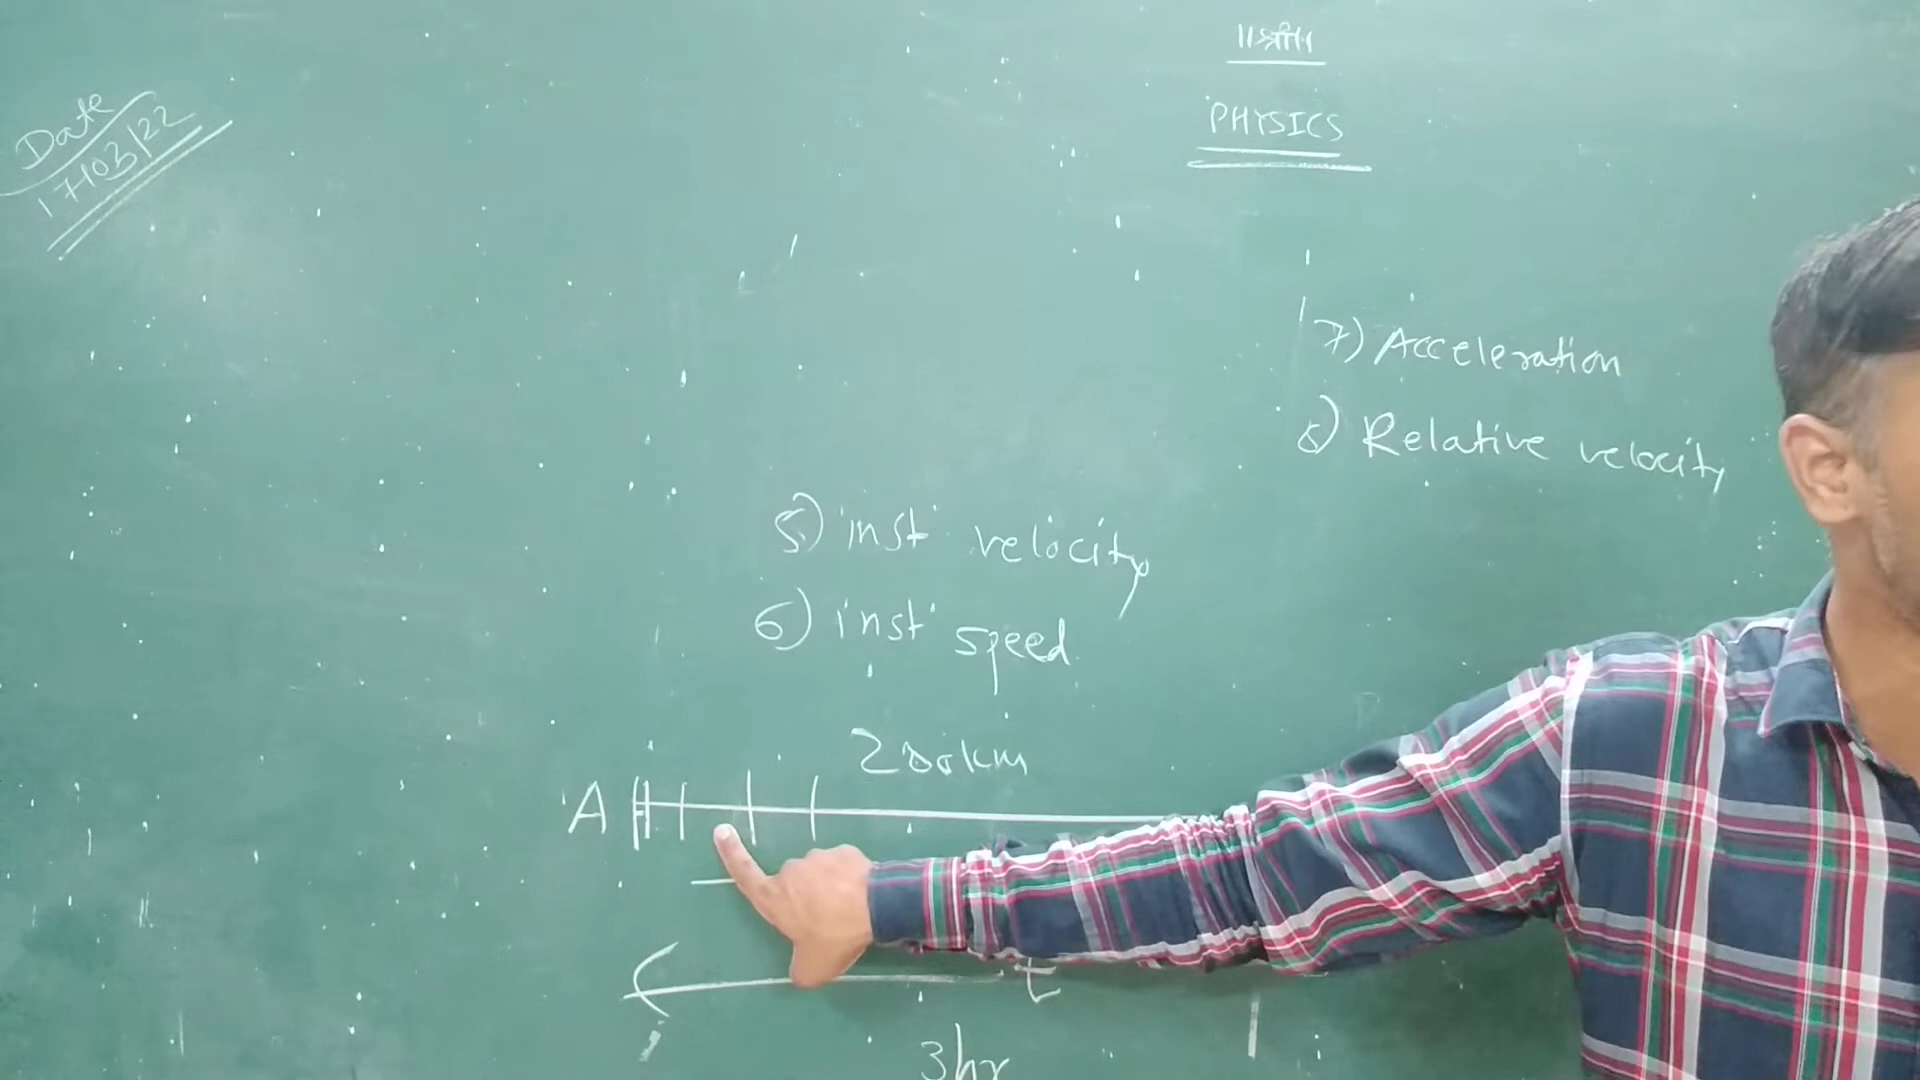 ॥श्री॥
PHYSICS
Date
17/03/22
7) Acceleration
8) Relative velocity
5) inst' velocity
6) inst' speed
200km
A
t
3hr